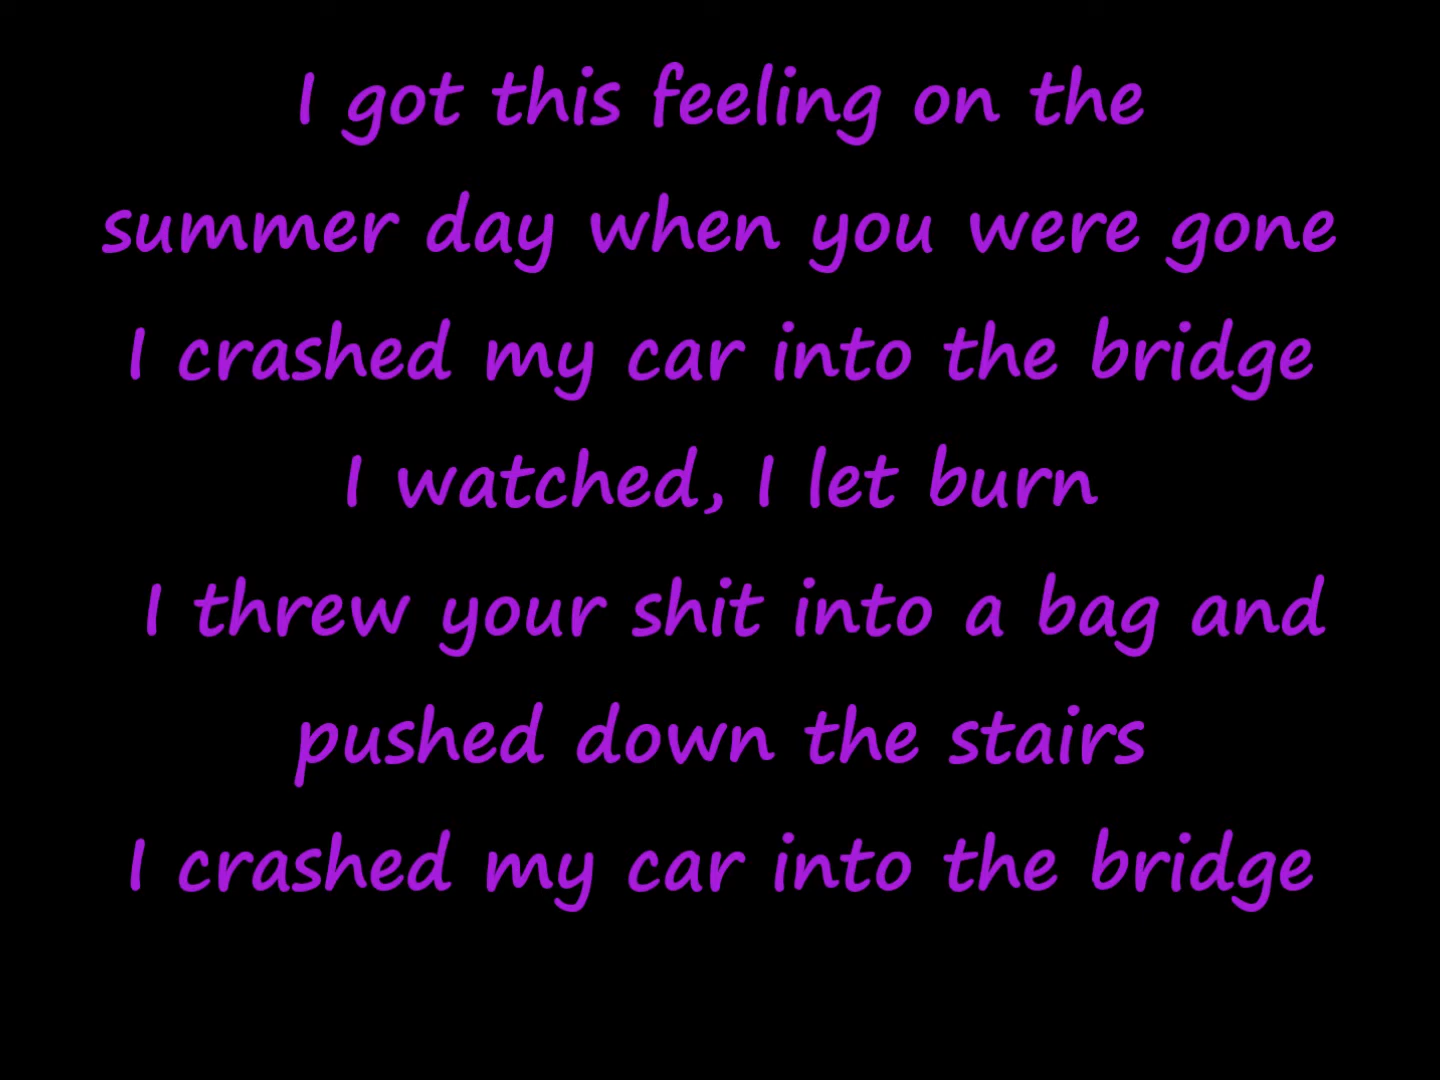 I got this feeling on the
summer day when you were gone
I crashed my car into the bridge
I watched, I let burn
I threw your shit into a bag and
pushed down the stairs
I crashed my car into the bridge